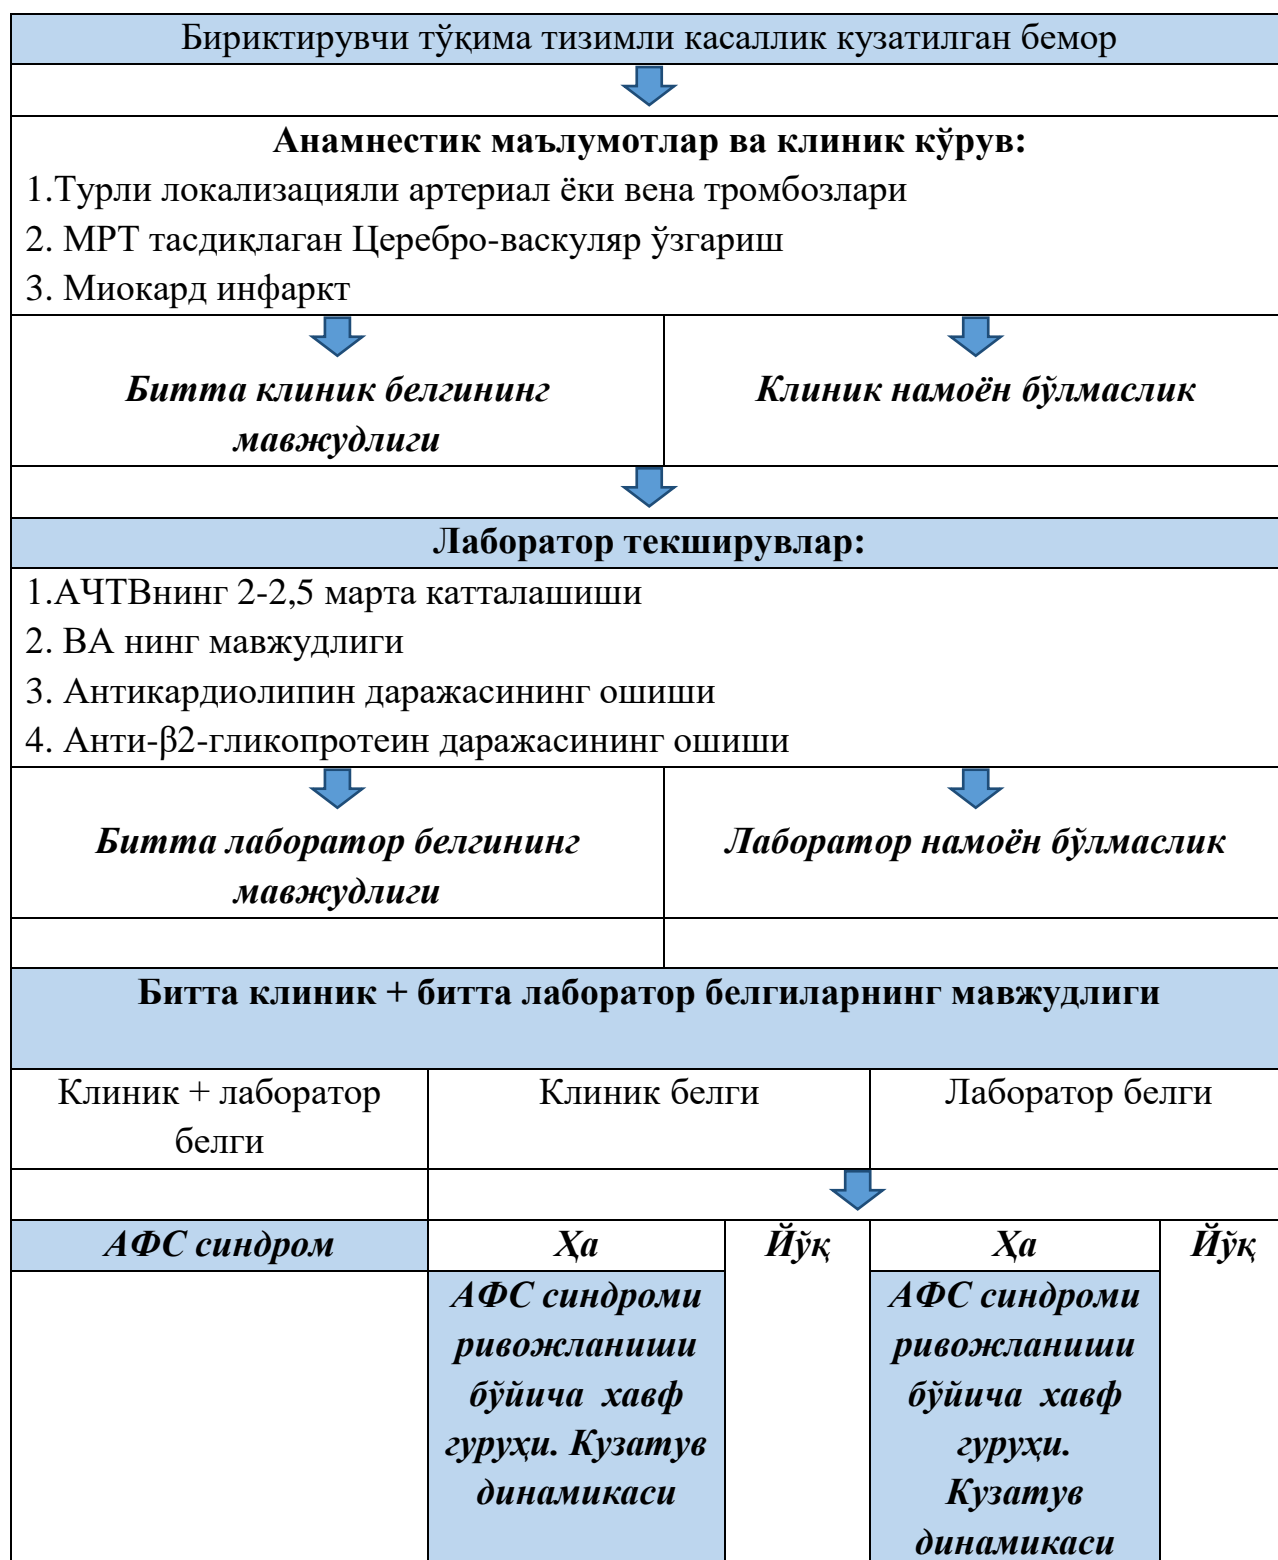 Бириктирувчи тўқима тизимли касаллик кузатилган бемор
Анамнестик маълумотлар ва клиник кўрув:
1.Турли локализацияли артериал ёки вена тромбозлари
2. МРТ тасдиқлаган Церебро-васкуляр ўзгариш
3. Миокард инфаркт
Битта клиник белгининг
мавжудлиги
Клиник намоён бўлмаслик
Лаборатор текширувлар:
1.АЧТВнинг 2-2,5 марта катталашиши
2. ВА нинг мавжудлиги
3. Антикардиолипин даражасининг ошиши
4. Анти-β2-гликопротеин даражасининг ошиши
Битта лаборатор белгининг
мавжудлиги
Лаборатор намоён бўлмаслик
Битта клиник + битта лаборатор белгиларнинг мавжудлиги
Клиник + лаборатор
белги
Клиник белги
Лаборатор белги
АФС синдром
Ҳа
Йўқ
Ҳа
Йўқ
АФС синдроми
ривожланиши
бўйича хавф
гуруҳи. Кузатув
динамикаси
АФС синдроми
ривожланиши
бўйича хавф
гуруҳи.
Кузатув
динамикаси